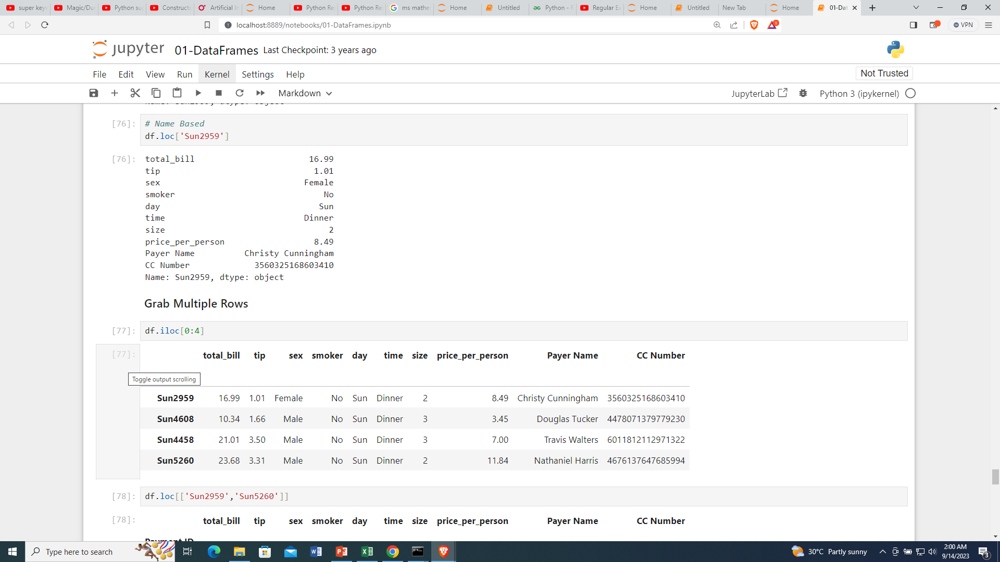 super key
Magic/Du
Python su
Constructo
Artificial In
Home
Python Re
Python Re
ms mathe
Home
Untitled
Python - R
Regular Ex
Home
Untitled
New Tab
Home
01-Dat
localhost:8889/notebooks/01-DataFrames.ipynb
1
VPN
jupyter 01-DataFrames Last Checkpoint: 3 years ago
File Edit View Run Kernel Settings Help Not Trusted
Markdown JupyterLab Python 3 (ipykernel)
Name: Sun2959, dtype: object
[76]: # Name Based
df.loc['Sun2959']
[76]: total_bill 16.99
tip 1.01
sex Female
smoker No
day Sun
time Dinner
size 2
price_per_person 8.49
Payer Name Christy Cunningham
CC Number 3560325168603410
Name: Sun2959, dtype: object
Grab Multiple Rows
[77]: df.iloc[0:4]
[77]: total_bill tip sex smoker day time size price_per_person Payer Name CC Number
Toggle output scrolling
Sun2959 16.99 1.01 Female No Sun Dinner 2 8.49 Christy Cunningham 3560325168603410
Sun4608 10.34 1.66 Male No Sun Dinner 3 3.45 Douglas Tucker 4478071379779230
Sun4458 21.01 3.50 Male No Sun Dinner 3 7.00 Travis Walters 6011812112971322
Sun5260 23.68 3.31 Male No Sun Dinner 2 11.84 Nathaniel Harris 4676137647685994
[78]: df.loc[['Sun2959','Sun5260']]
[78]: total_bill tip sex smoker day time size price_per_person Payer Name CC Number
Payment ID
Type here to search
30°C Partly sunny
2:00 AM
9/14/2023
3